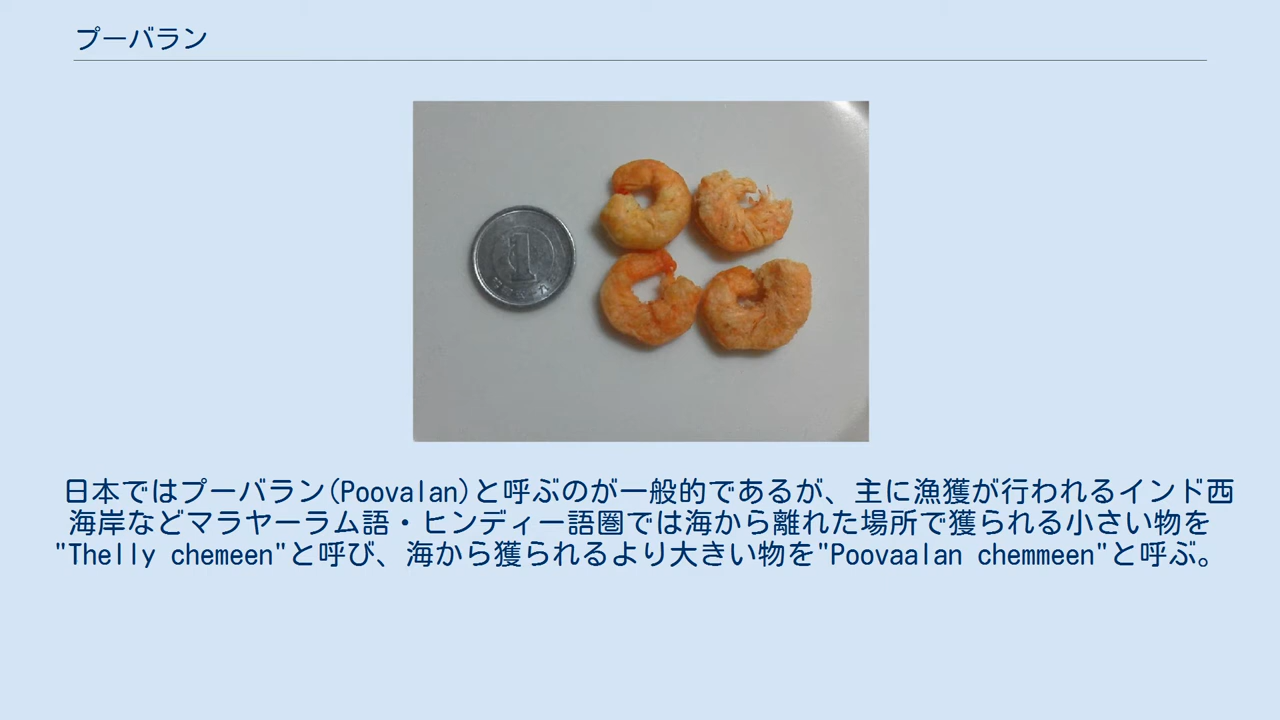 プーバラン
1
日本ではプーバラン(Poovalan)と呼ぶのが一般的であるが、主に漁獲が行われるインド西
海岸などマラヤーラム語・ヒンディー語圏では海から離れた場所で獲られる小さい物を
"Thelly chemeen"と呼び、海から獲られるより大きい物を"Poovaalan chemmeen"と呼ぶ。